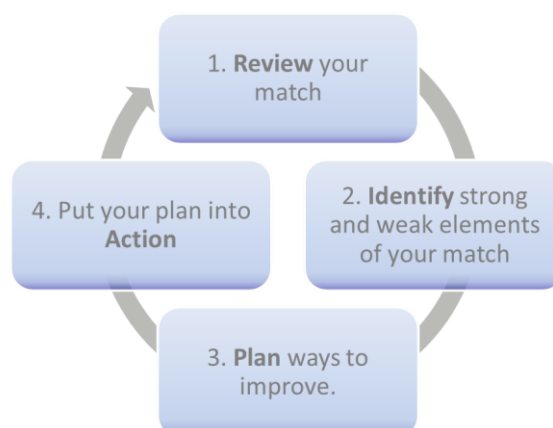 1. Review your
match
2. Identify strong
and weak elements
of your match
3. Plan ways to
improve.
4. Put your plan into
Action